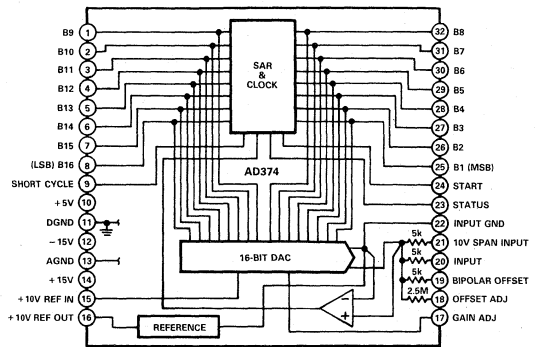 B9 1
B10 2
B11 3
B12 4
B13 5
B14 6
B15 7
(LSB) B16 8
SHORT CYCLE 9
+5V 10
DGND 11
−15V 12
AGND 13
+15V 14
+10V REF IN 15
+10V REF OUT 16
SAR
&
CLOCK
AD374
16-BIT DAC
−
+
REFERENCE
32 B8
31 B7
30 B6
29 B5
28 B4
27 B3
26 B2
25 B1 (MSB)
24 START
23 STATUS
22 INPUT GND
5k 21 10V SPAN INPUT
5k 20 INPUT
5k 19 BIPOLAR OFFSET
2.5M 18 OFFSET ADJ
17 GAIN ADJ